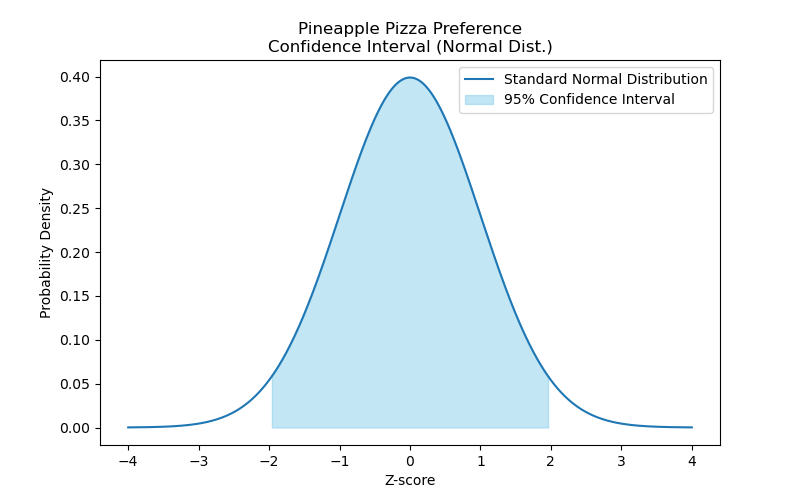 Pineapple Pizza Preference
Confidence Interval (Normal Dist.)
Standard Normal Distribution
95% Confidence Interval
0.40
0.35
0.30
0.25
0.20
0.15
0.10
0.05
0.00
Probability Density
−4 −3 −2 −1 0 1 2 3 4
Z-score